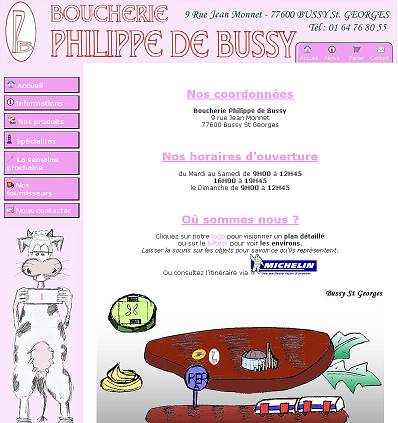 BOUCHERIE
PHILIPPE DE BUSSY
9 Rue Jean Monnet - 77600 BUSSY St. GEORGES
Tél : 01 64 76 80 55
Accueil News Panier Contact
Accueil
Informations
Nos produits
Spécialités
La semaine
prochaine
Nos
fournisseurs
Nous contacter
Nos coordonnées
Boucherie Philippe de Bussy
9 rue Jean Monnet
77600 Bussy St Georges
Nos horaires d'ouverture
du Mardi au Samedi de 9H00 à 12H45
16H00 à 19H45
le Dimanche de 9H00 à 12H45
Où sommes nous ?
Cliquez sur notre logo pour visionner un plan détaillé
ou sur le bifteck pour voir les environs.
Laisser la souris sur les objets pour savoir ce qu'ils représentent.
Ou consultez l'itinéraire via
MICHELIN
Bussy St Georges
1
RER
A